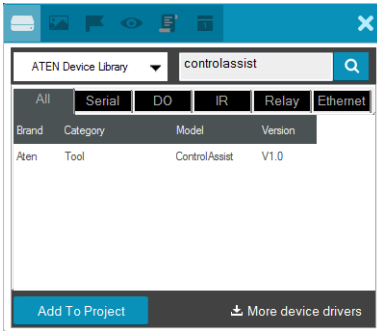 ATEN Device Library controlassist
All Serial DO IR Relay Ethernet
Brand Category Model Version
Aten Tool ControlAssist V1.0
Add To Project More device drivers